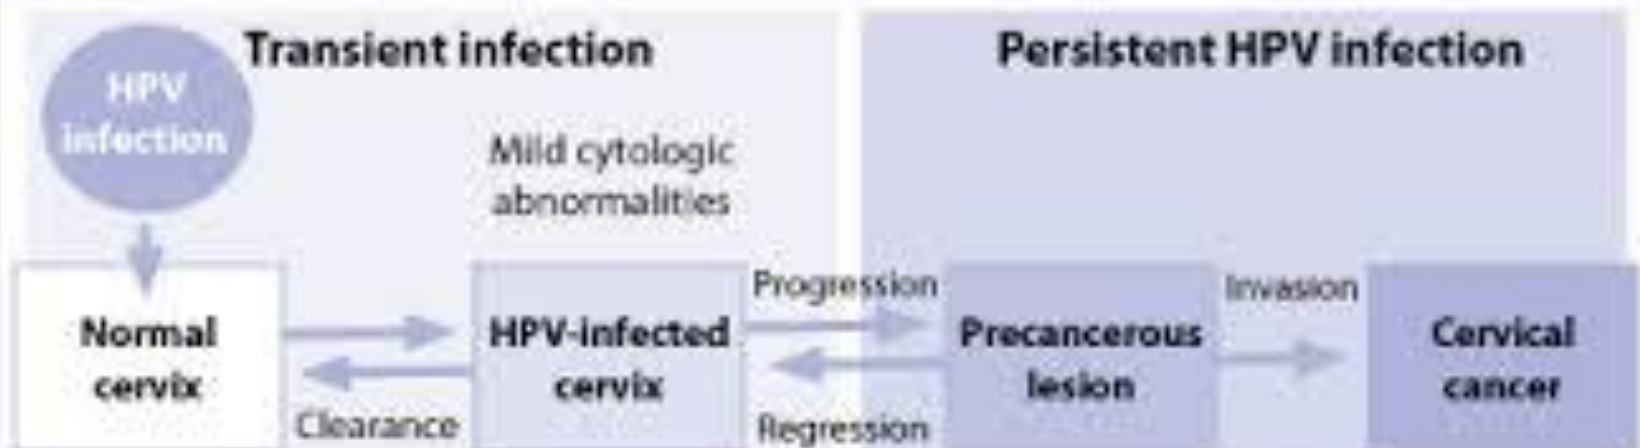 Transient infection
Persistent HPV infection
HPV
infection
Mild cytologic
abnormalities
Progression
Invasion
Normal
cervix
HPV-infected
cervix
Precancerous
lesion
Cervical
cancer
Clearance
Regression